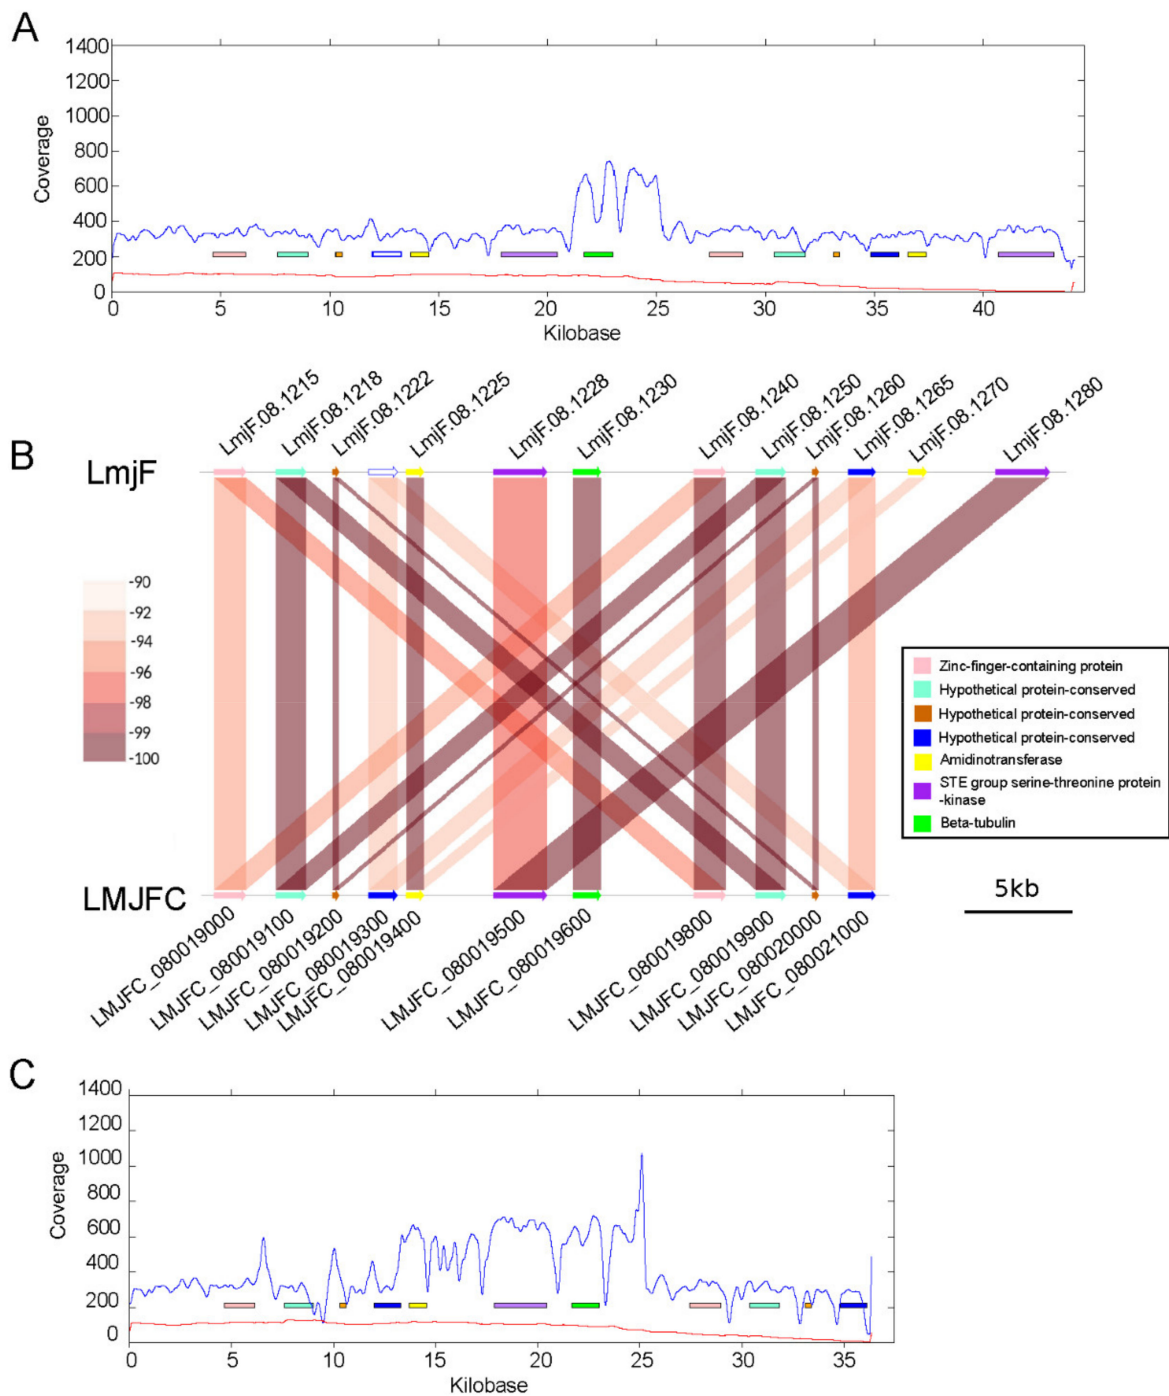 A
1400
1200
1000
800
600
400
200
0
Coverage
0 5 10 15 20 25 30 35 40
Kilobase
B
LmjF
LmjF.08.1215
LmjF.08.1218
LmjF.08.1222
LmjF.08.1225
LmjF.08.1228
LmjF.08.1230
LmjF.08.1240
LmjF.08.1250
LmjF.08.1260
LmjF.08.1265
LmjF.08.1270
LmjF.08.1280
-90
-92
-94
-96
-98
-99
-100
Zinc-finger-containing protein
Hypothetical protein-conserved
Hypothetical protein-conserved
Hypothetical protein-conserved
Amidinotransferase
STE group serine-threonine protein
-kinase
Beta-tubulin
LMJFC
5kb
LMJFC_080019000
LMJFC_080019100
LMJFC_080019200
LMJFC_080019300
LMJFC_080019400
LMJFC_080019500
LMJFC_080019600
LMJFC_080019800
LMJFC_080019900
LMJFC_080020000
LMJFC_080021000
C
1400
1200
1000
800
600
400
200
0
Coverage
0 5 10 15 20 25 30 35
Kilobase